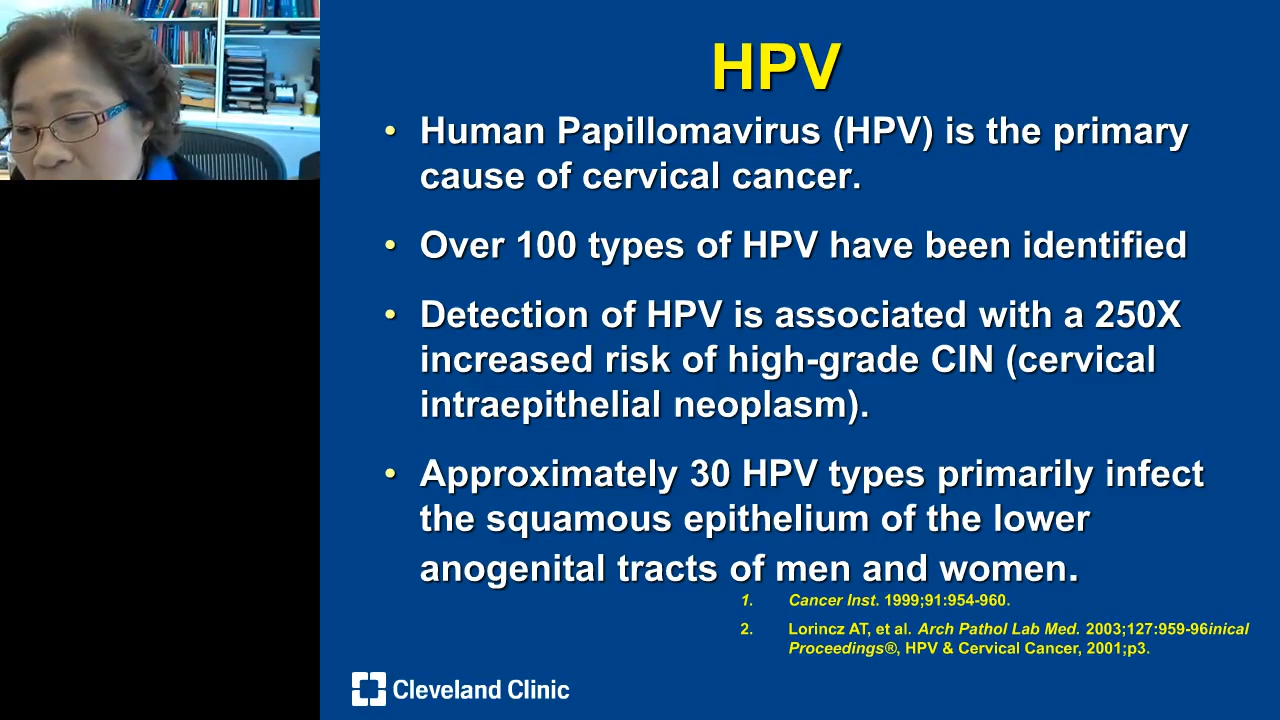 HPV
• Human Papillomavirus (HPV) is the primary
cause of cervical cancer.
• Over 100 types of HPV have been identified
• Detection of HPV is associated with a 250X
increased risk of high-grade CIN (cervical
intraepithelial neoplasm).
• Approximately 30 HPV types primarily infect
the squamous epithelium of the lower
anogenital tracts of men and women.
1. Cancer Inst. 1999;91:954-960.
2. Lorincz AT, et al. Arch Pathol Lab Med. 2003;127:959-96inical
Proceedings®, HPV & Cervical Cancer, 2001;p3.
Cleveland Clinic